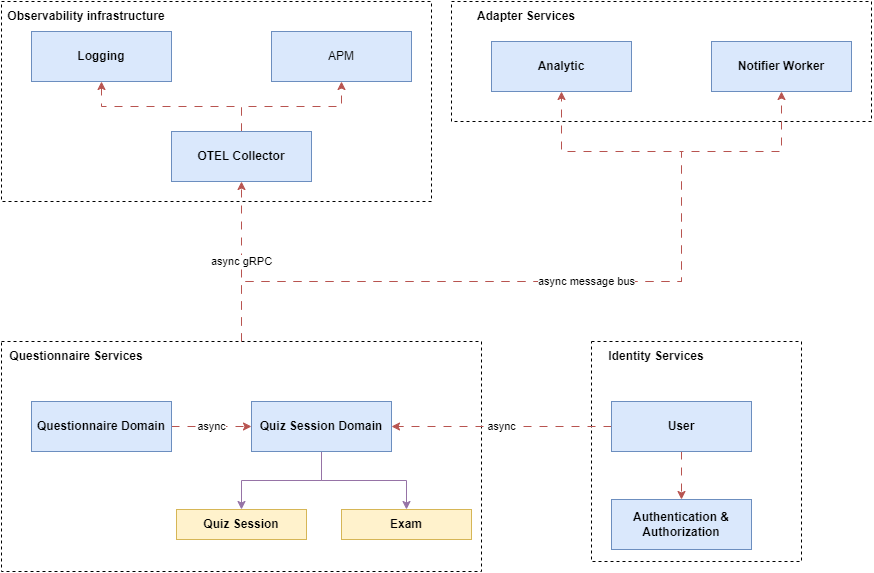 Observability infrastructure
Adapter Services
Logging
APM
Analytic
Notifier Worker
OTEL Collector
async gRPC
async message bus
Questionnaire Services
Identity Services
Questionnaire Domain
async
Quiz Session Domain
async
User
Quiz Session
Exam
Authentication &
Authorization